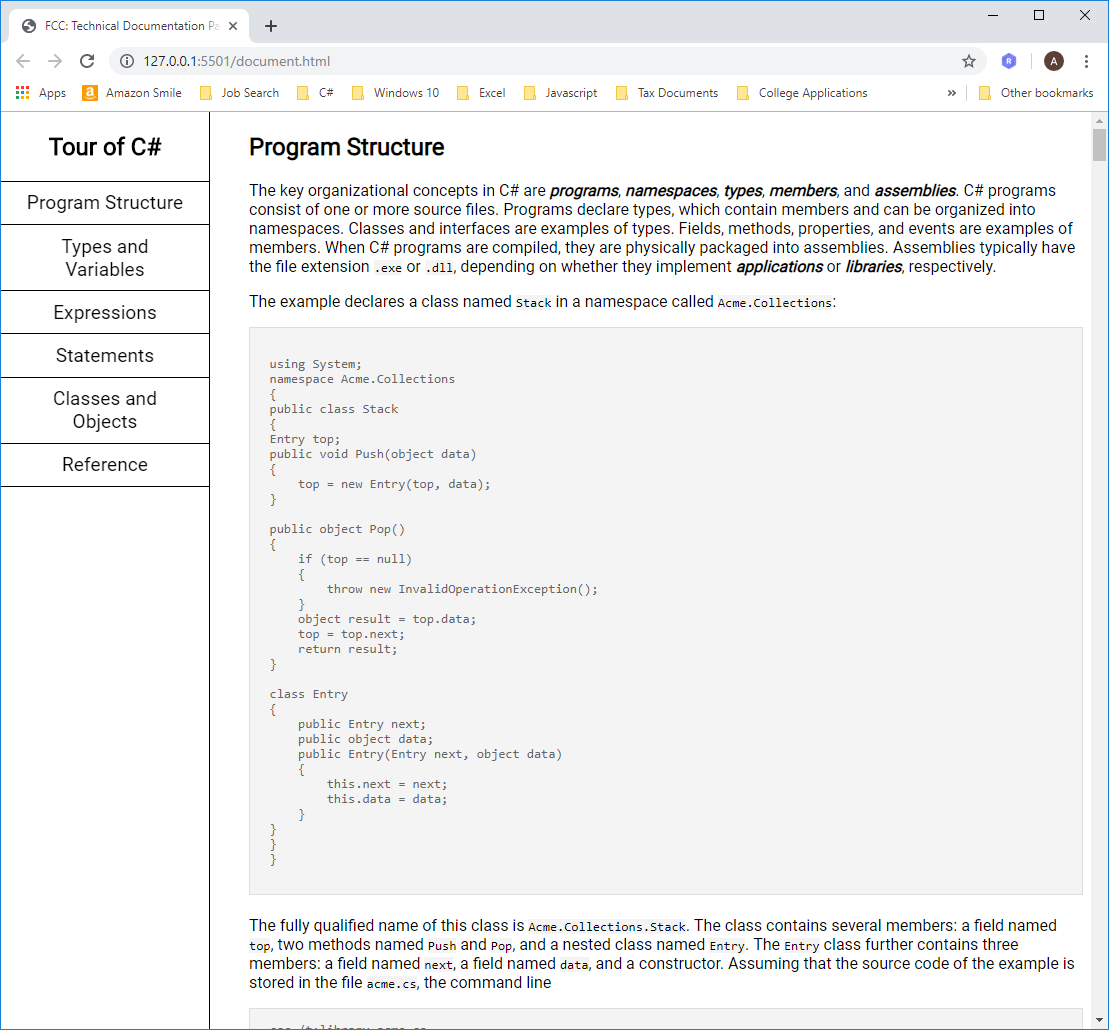 FCC: Technical Documentation Pa
127.0.0.1:5501/document.html
A
Apps Amazon Smile Job Search C# Windows 10 Excel Javascript Tax Documents College Applications » Other bookmarks
Tour of C#
Program Structure
Types and
Variables
Expressions
Statements
Classes and
Objects
Reference
Program Structure
The key organizational concepts in C# are programs, namespaces, types, members, and assemblies. C# programs
consist of one or more source files. Programs declare types, which contain members and can be organized into
namespaces. Classes and interfaces are examples of types. Fields, methods, properties, and events are examples of
members. When C# programs are compiled, they are physically packaged into assemblies. Assemblies typically have
the file extension .exe or .dll, depending on whether they implement applications or libraries, respectively.
The example declares a class named Stack in a namespace called Acme.Collections:
using System;
namespace Acme.Collections
{
public class Stack
{
Entry top;
public void Push(object data)
{
    top = new Entry(top, data);
}
public object Pop()
{
    if (top == null)
    {
        throw new InvalidOperationException();
    }
    object result = top.data;
    top = top.next;
    return result;
}
class Entry
{
    public Entry next;
    public object data;
    public Entry(Entry next, object data)
    {
        this.next = next;
        this.data = data;
    }
}
}
}
The fully qualified name of this class is Acme.Collections.Stack. The class contains several members: a field named
top, two methods named Push and Pop, and a nested class named Entry. The Entry class further contains three
members: a field named next, a field named data, and a constructor. Assuming that the source code of the example is
stored in the file acme.cs, the command line